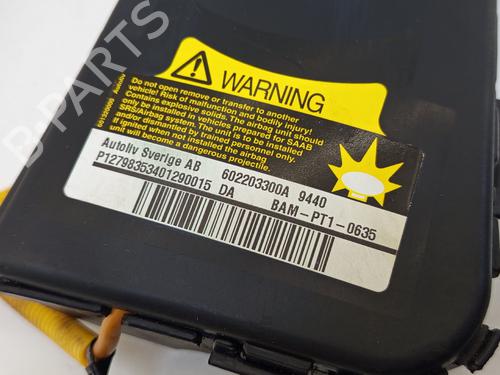 B-PARTS
WARNING
Do not open remove or transfer to another
vehicle! Risk of malfunction and bodily injury.
Contains explosive solids. The airbag unit should
only be installed in vehicles prepared for SAAB
SRS/Airbag system. The unit is to be installed
and/or dismantled by trained personnel only.
If ignited when not installed the airbag
unit will become a dangerous projectile.
Autoliv Sverige AB 602203300A 9440
P12798353401290015 DA BAM-PT1-0635